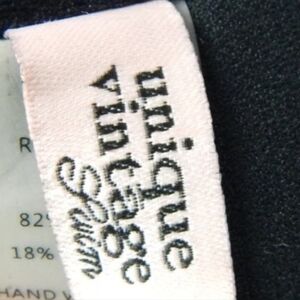 unique
vintage
Swim
R
82%
18%
HAND W